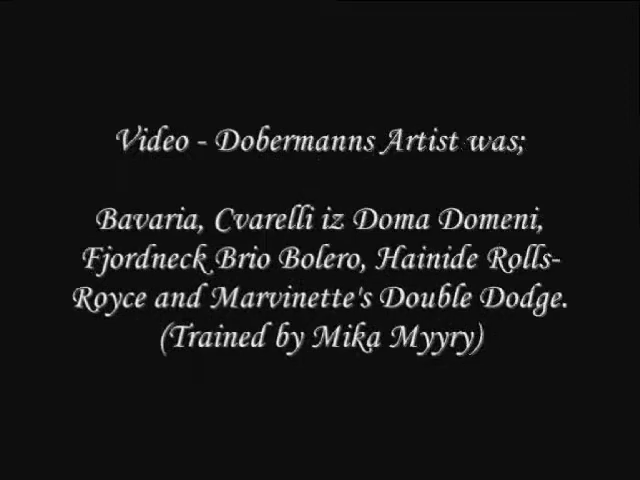 Video - Dobermanns Artist was;
Bavaria, Cvarelli iz Doma Domeni,
Fjordneck Brio Bolero, Hainide Rolls-
Royce and Marvinette's Double Dodge.
(Trained by Mika Myyry)